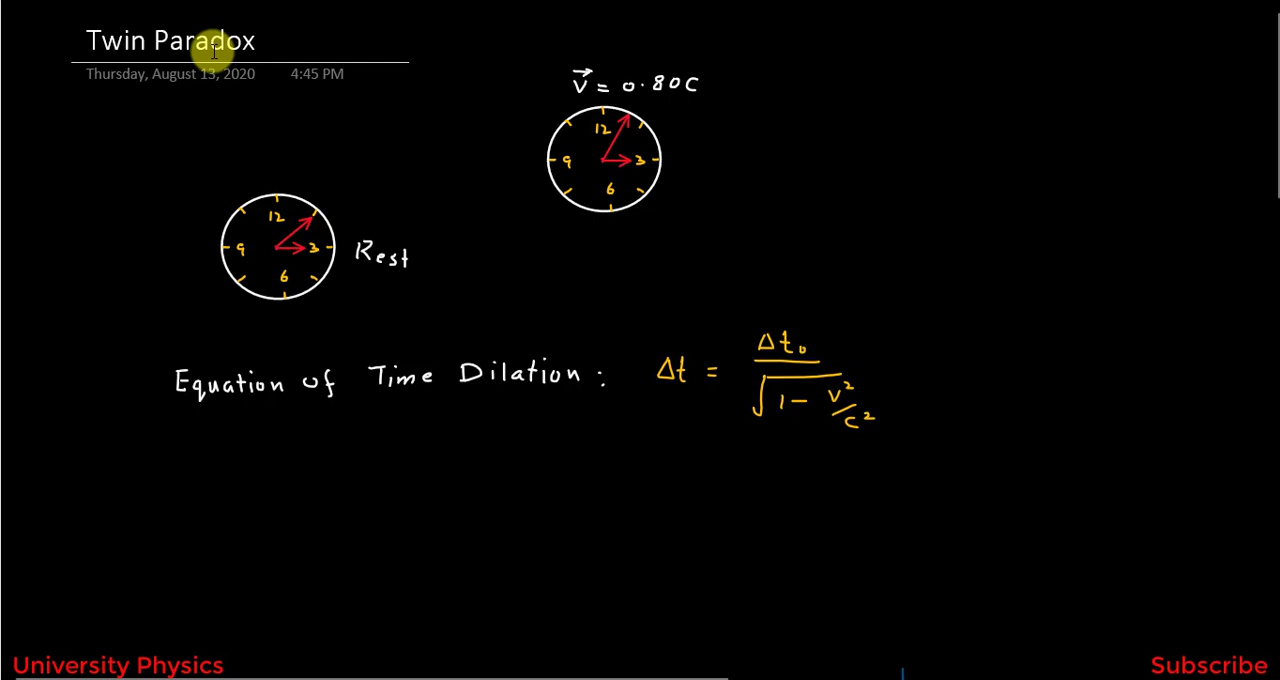 Twin Paradox
Thursday, August 13, 2020 4:45 PM
v⃗ = 0.80C
12
9 3
6
12
9 3
6
Rest
Equation of Time Dilation: Δt = Δt₀ / √(1 - v²/c²)
University Physics
Subscribe